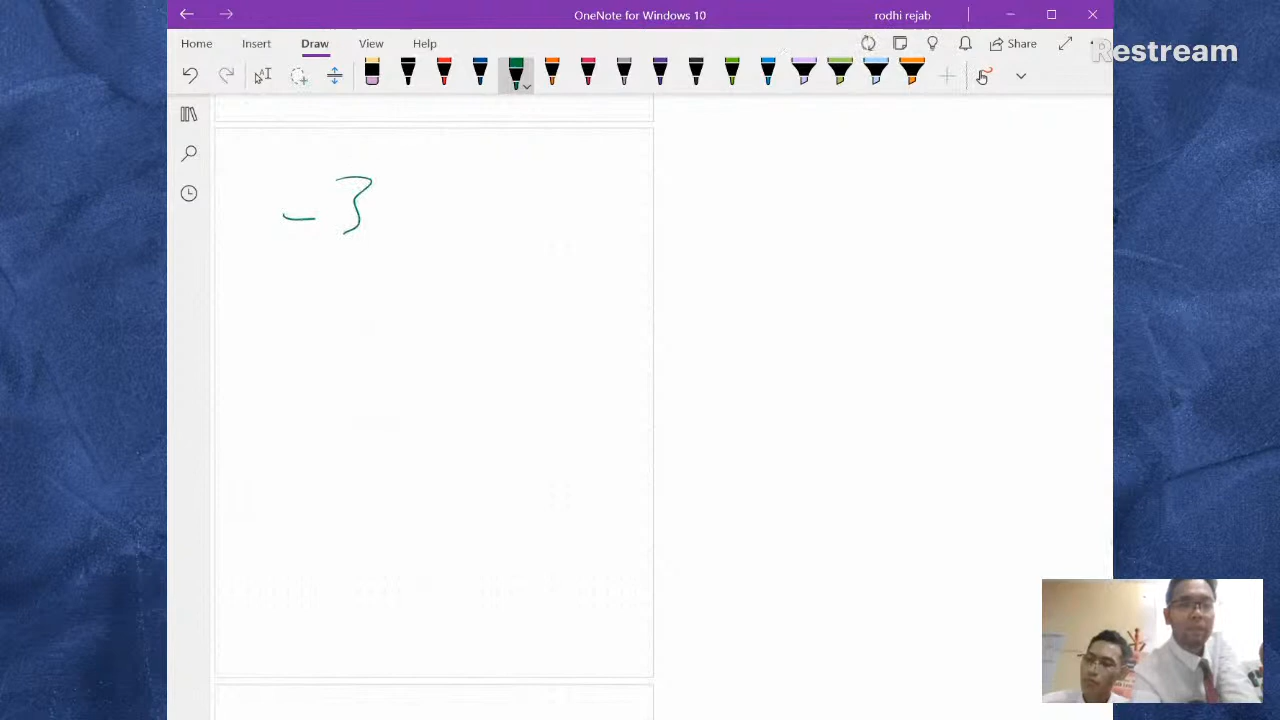 OneNote for Windows 10
rodhi rejab
Home Insert Draw View Help
Share
Restream
- 3